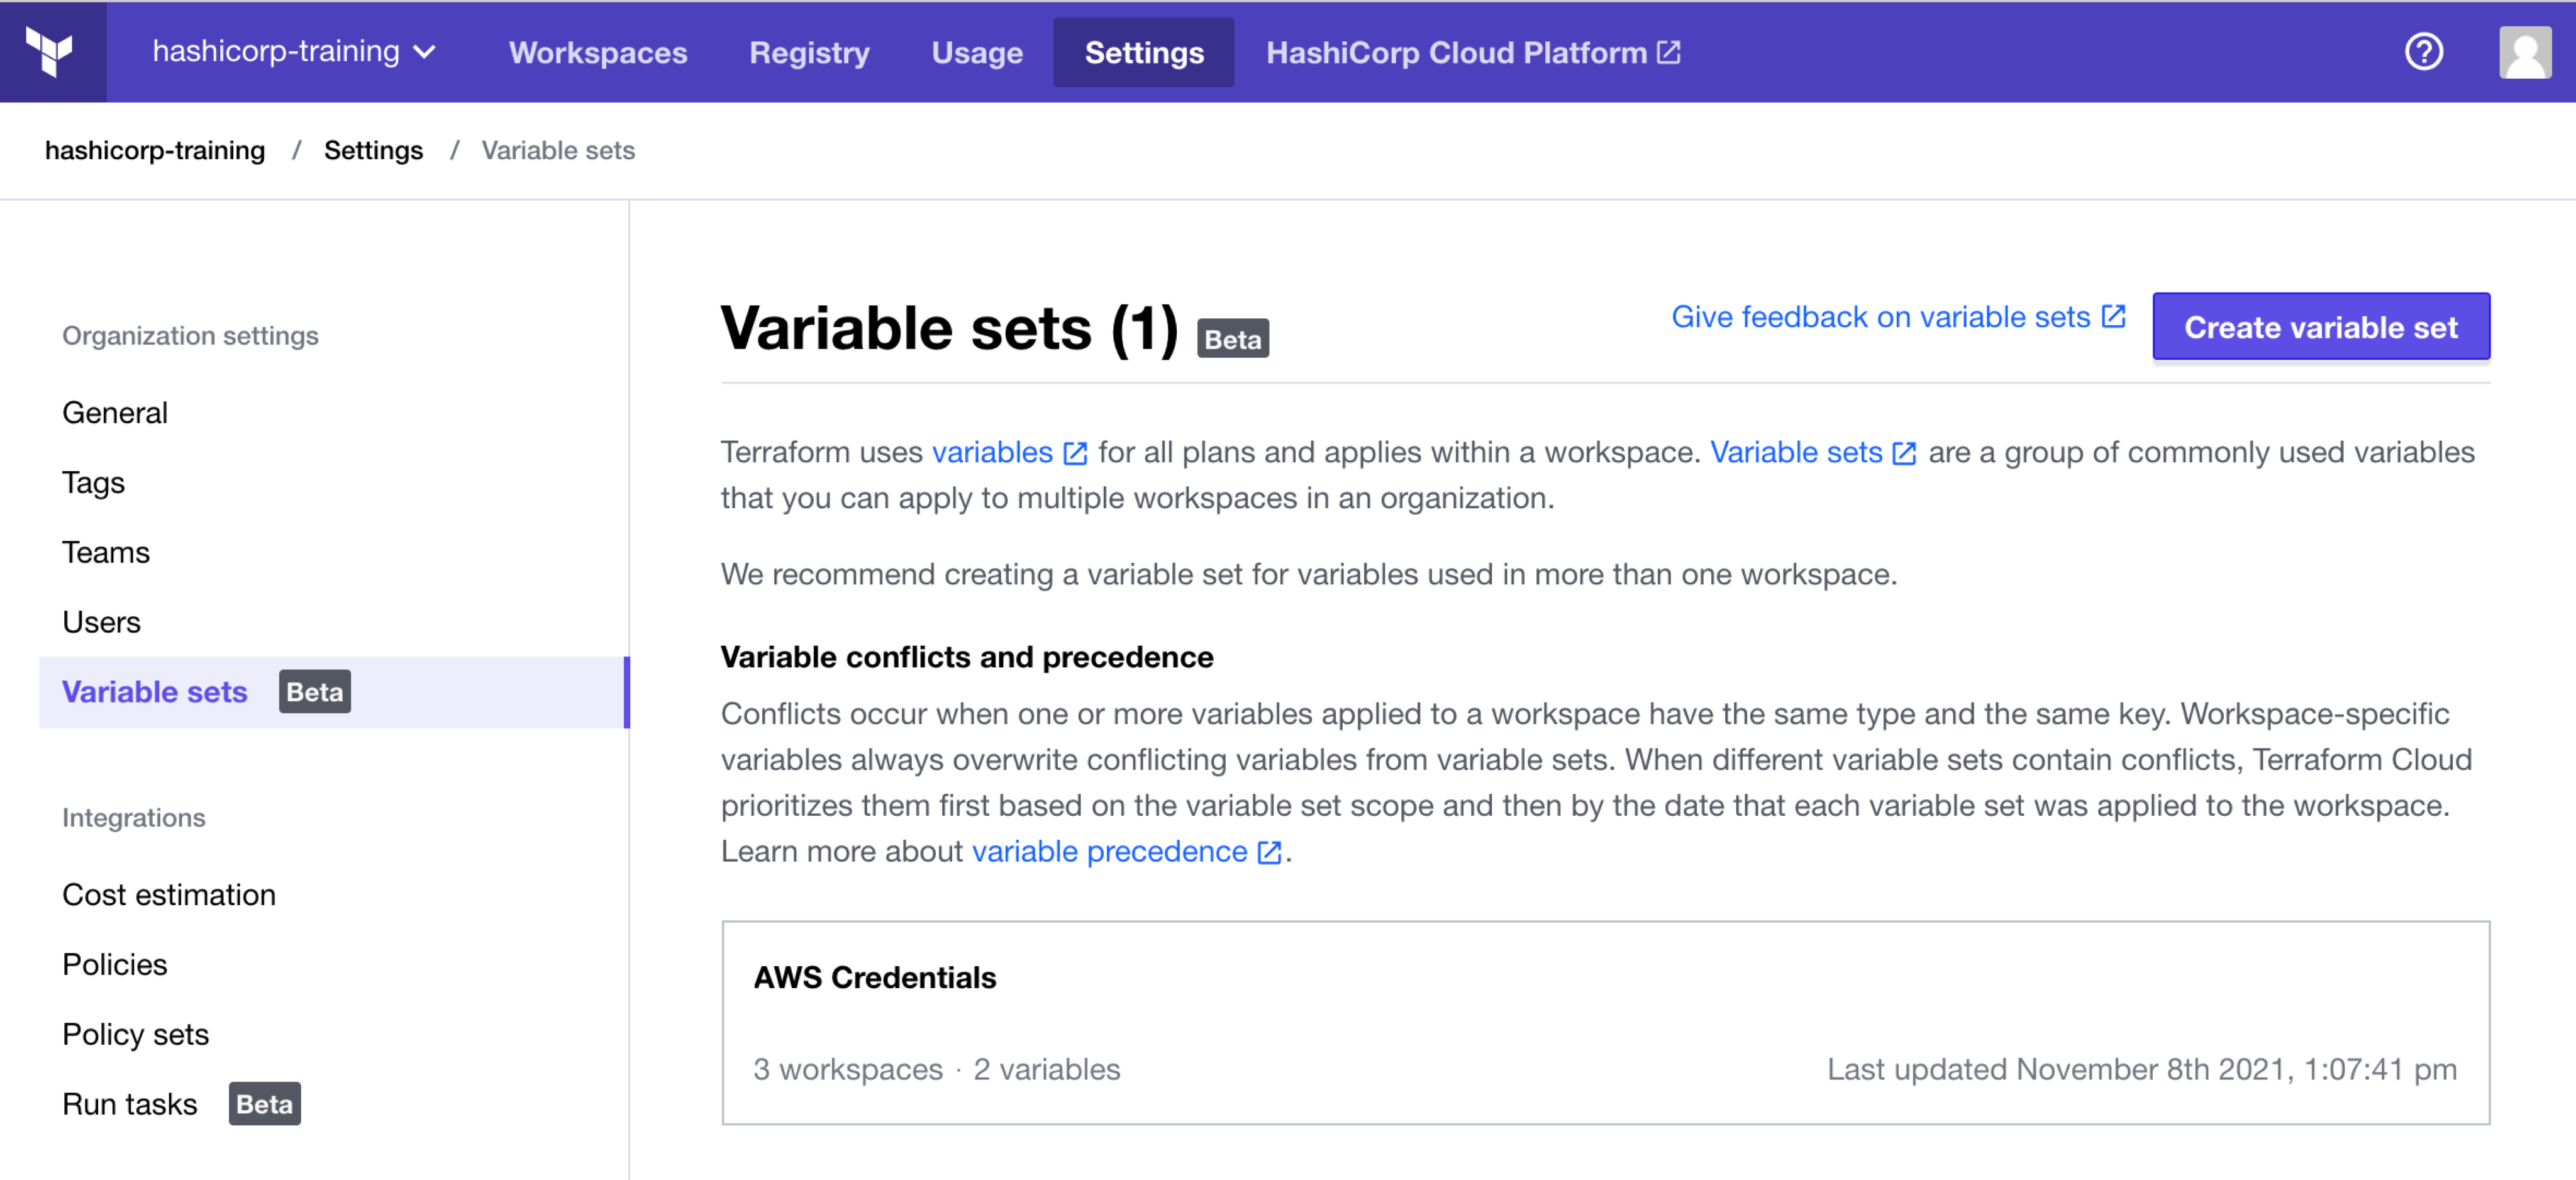 hashicorp-training Workspaces Registry Usage Settings HashiCorp Cloud Platform
hashicorp-training / Settings / Variable sets
Organization settings
General
Tags
Teams
Users
Variable sets Beta
Integrations
Cost estimation
Policies
Policy sets
Run tasks Beta
Variable sets (1) Beta
Give feedback on variable sets
Create variable set
Terraform uses variables for all plans and applies within a workspace. Variable sets are a group of commonly used variables
that you can apply to multiple workspaces in an organization.
We recommend creating a variable set for variables used in more than one workspace.
Variable conflicts and precedence
Conflicts occur when one or more variables applied to a workspace have the same type and the same key. Workspace-specific
variables always overwrite conflicting variables from variable sets. When different variable sets contain conflicts, Terraform Cloud
prioritizes them first based on the variable set scope and then by the date that each variable set was applied to the workspace.
Learn more about variable precedence.
AWS Credentials
3 workspaces · 2 variables
Last updated November 8th 2021, 1:07:41 pm